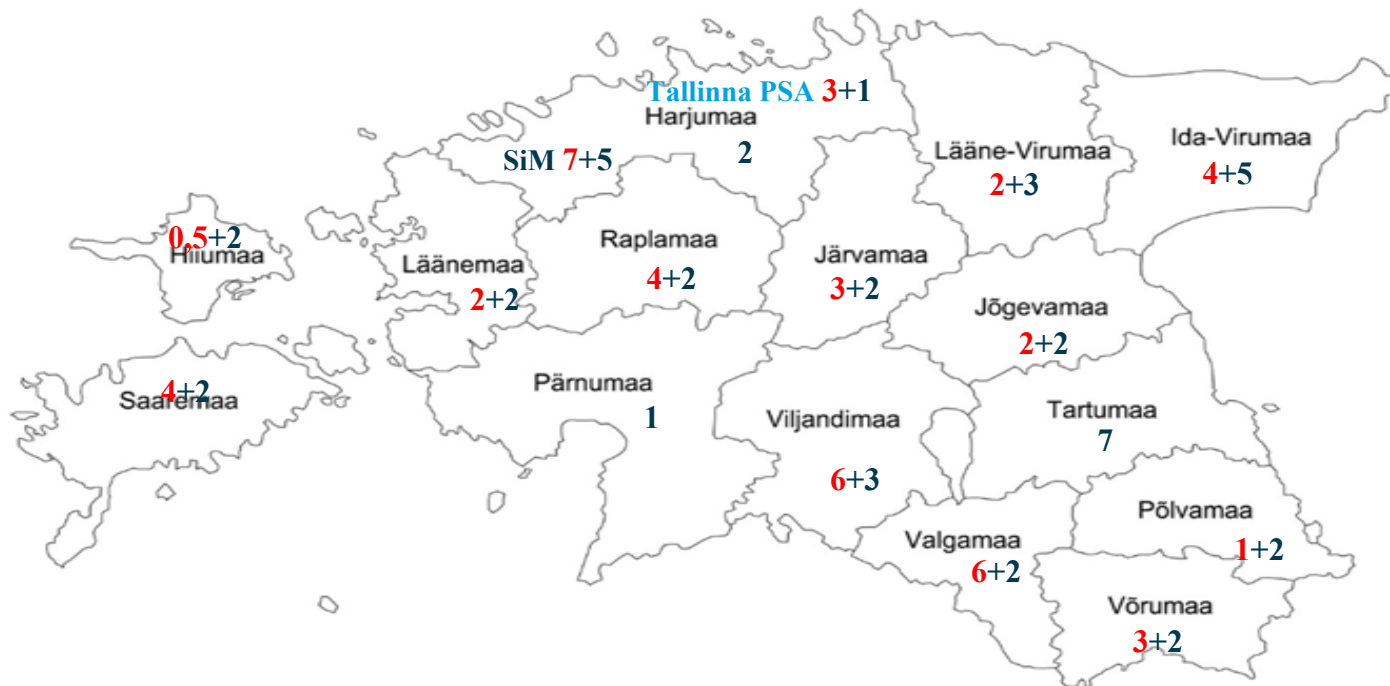 Tallinna PSA 3+1
Harjumaa
2
SiM 7+5
Lääne-Virumaa
2+3
Ida-Virumaa
4+5
0,5+2
Hiiumaa
Läänemaa
2+2
Raplamaa
4+2
Järvamaa
3+2
Jõgevamaa
2+2
4+2
Saaremaa
Pärnumaa
1
Viljandimaa
6+3
Tartumaa
7
Põlvamaa
1+2
Valgamaa
6+2
Võrumaa
3+2